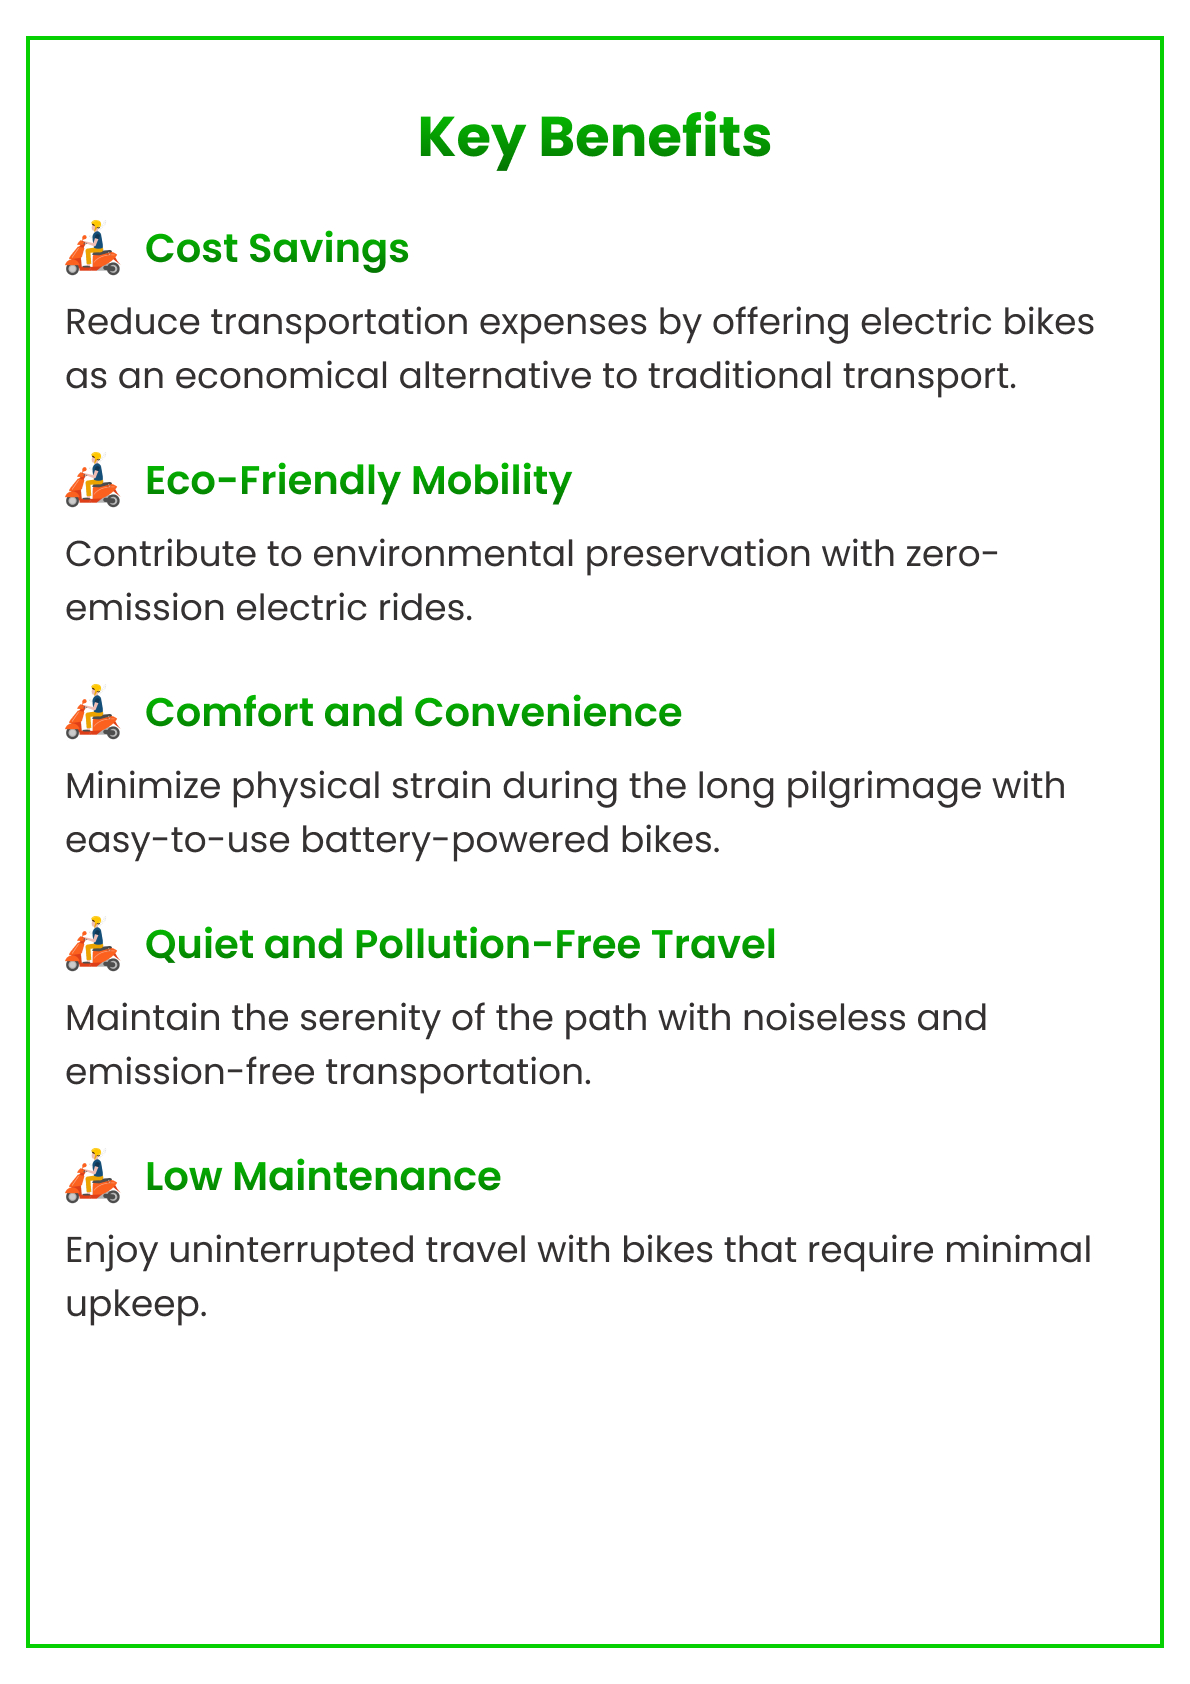 Key Benefits
Cost Savings
Reduce transportation expenses by offering electric bikes
as an economical alternative to traditional transport.
Eco-Friendly Mobility
Contribute to environmental preservation with zero-
emission electric rides.
Comfort and Convenience
Minimize physical strain during the long pilgrimage with
easy-to-use battery-powered bikes.
Quiet and Pollution-Free Travel
Maintain the serenity of the path with noiseless and
emission-free transportation.
Low Maintenance
Enjoy uninterrupted travel with bikes that require minimal
upkeep.